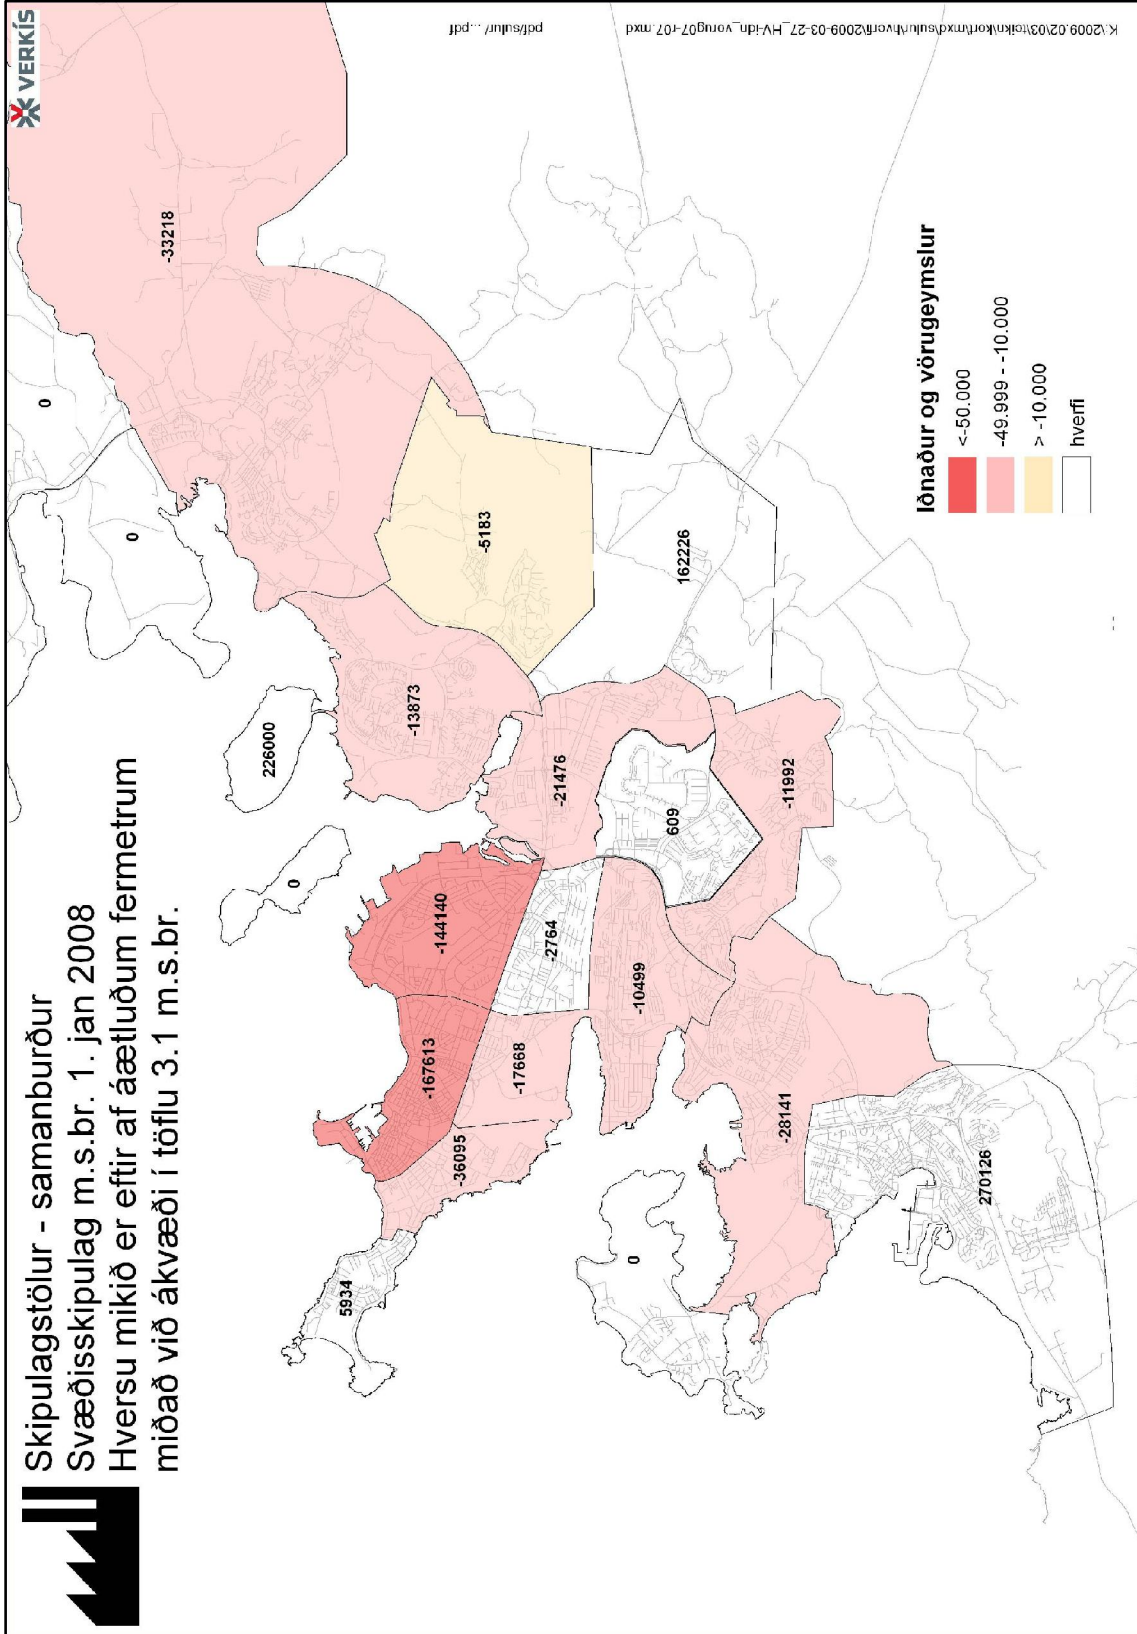 Skipulagstölur - samanburður
Svæðisskipulag m.s.br. 1. jan 2008
Hversu mikið er eftir af áætluðum fermetrum
miðað við ákvæði í töflu 3.1 m.s.br.
VERKÍS
0
-33218
0
226000
0
-13873
-5183
5934
-167613
-144140
-36095
-17668
-2764
-21476
162226
-10499
609
0
-28141
-11992
270126
Iðnaður og vörugeymslur
<-50.000
-49.999 - -10.000
> -10.000
hverfi
K:\2009.02\03\teikn\kort\mxd\sulur\hverfi\2009-03-27_HV-idn_vorug07-r07.mxd
pdf/sulur/ ... .pdf